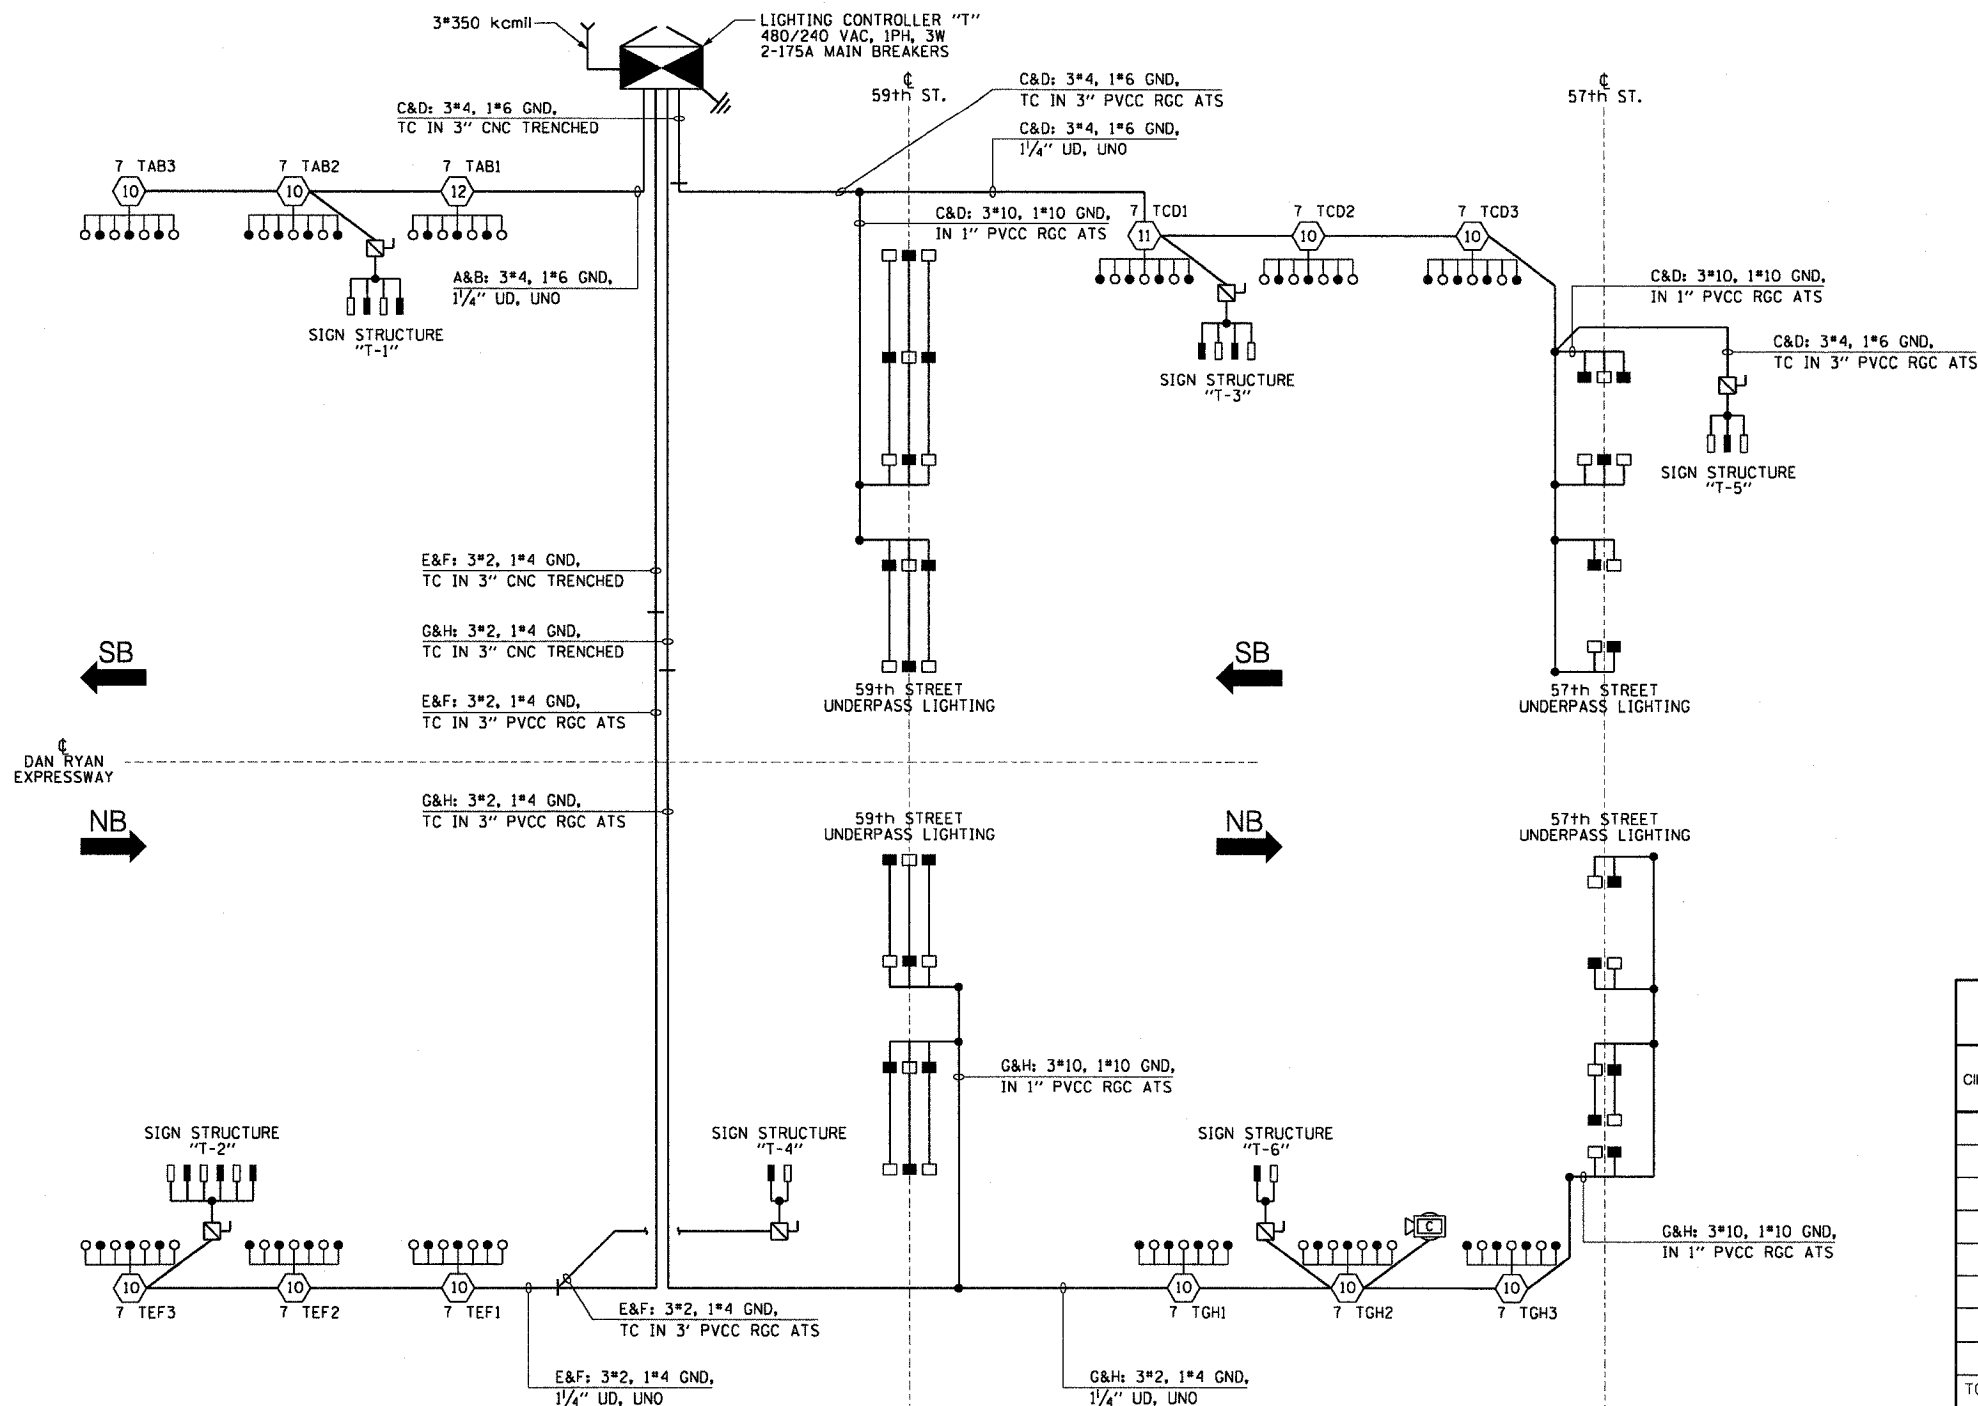 3#350 kcmil
LIGHTING CONTROLLER "T"
480/240 VAC, 1PH, 3W
2-175A MAIN BREAKERS
℄
59th ST.
C&D: 3#4, 1#6 GND,
TC IN 3" PVCC RGC ATS
℄
57th ST.
C&D: 3#4, 1#6 GND,
TC IN 3" CNC TRENCHED
C&D: 3#4, 1#6 GND,
1 1/4" UD, UNO
7 TAB3
10
7 TAB2
10
7 TAB1
12
C&D: 3#10, 1#10 GND,
IN 1" PVCC RGC ATS
7 TCD1
11
7 TCD2
10
7 TCD3
10
A&B: 3#4, 1#6 GND,
1 1/4" UD, UNO
SIGN STRUCTURE
"T-1"
C&D: 3#10, 1#10 GND,
IN 1" PVCC RGC ATS
C&D: 3#4, 1#6 GND,
TC IN 3" PVCC RGC ATS
SIGN STRUCTURE
"T-3"
SIGN STRUCTURE
"T-5"
E&F: 3#2, 1#4 GND,
TC IN 3" CNC TRENCHED
G&H: 3#2, 1#4 GND,
TC IN 3" CNC TRENCHED
SB
SB
59th STREET
UNDERPASS LIGHTING
57th STREET
UNDERPASS LIGHTING
E&F: 3#2, 1#4 GND,
TC IN 3" PVCC RGC ATS
℄
DAN RYAN
EXPRESSWAY
G&H: 3#2, 1#4 GND,
TC IN 3" PVCC RGC ATS
NB
NB
59th STREET
UNDERPASS LIGHTING
57th STREET
UNDERPASS LIGHTING
G&H: 3#10, 1#10 GND,
IN 1" PVCC RGC ATS
SIGN STRUCTURE
"T-2"
SIGN STRUCTURE
"T-4"
SIGN STRUCTURE
"T-6"
C
G&H: 3#10, 1#10 GND,
IN 1" PVCC RGC ATS
10
7 TEF3
10
7 TEF2
10
7 TEF1
E&F: 3#2, 1#4 GND,
TC IN 3' PVCC RGC ATS
10
7 TGH1
10
7 TGH2
10
7 TGH3
E&F: 3#2, 1#4 GND,
1 1/4" UD, UNO
G&H: 3#2, 1#4 GND,
1 1/4" UD, UNO